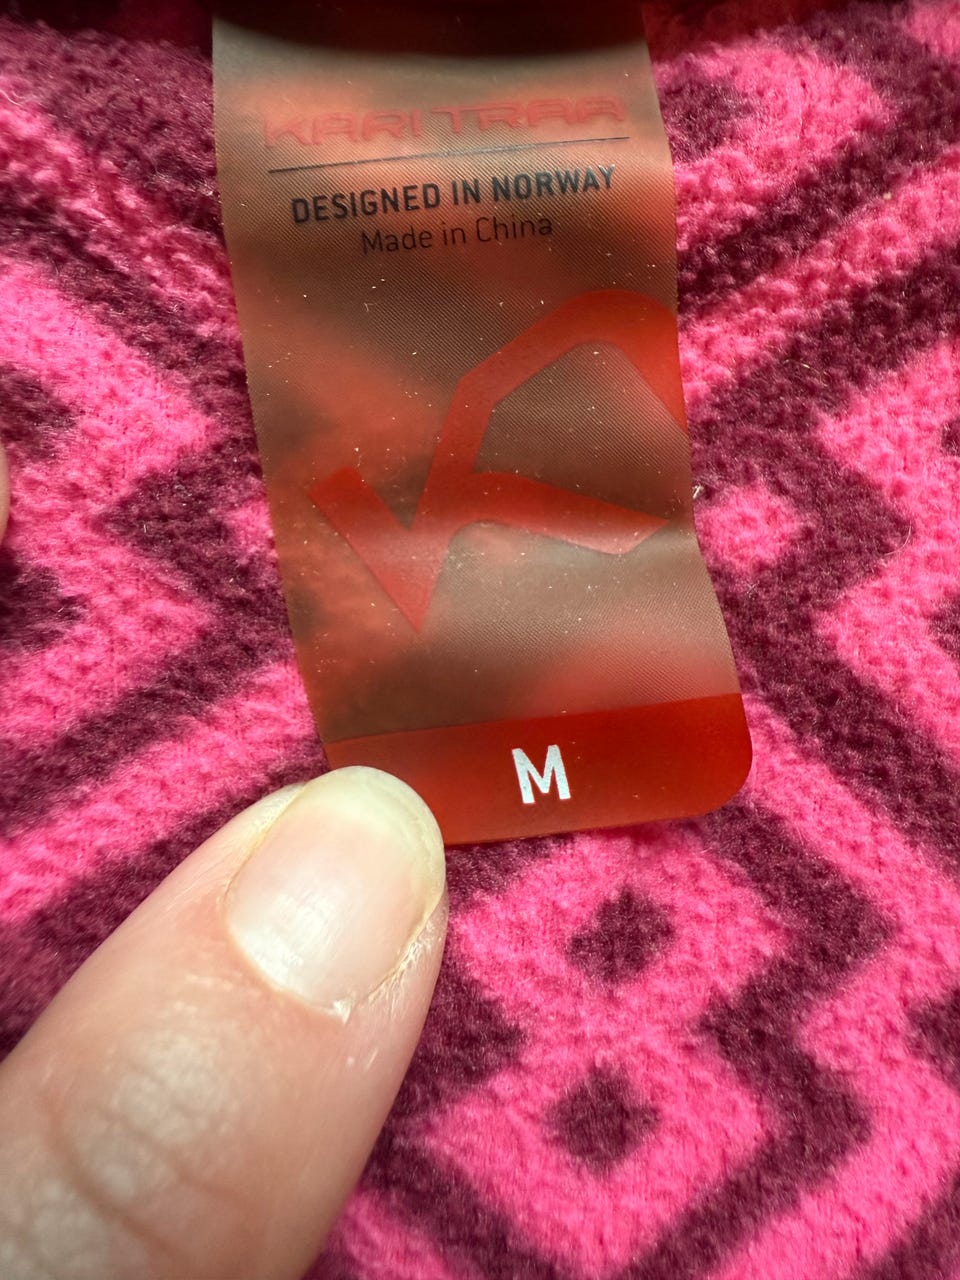 KARI TRAA
DESIGNED IN NORWAY
Made in China
M